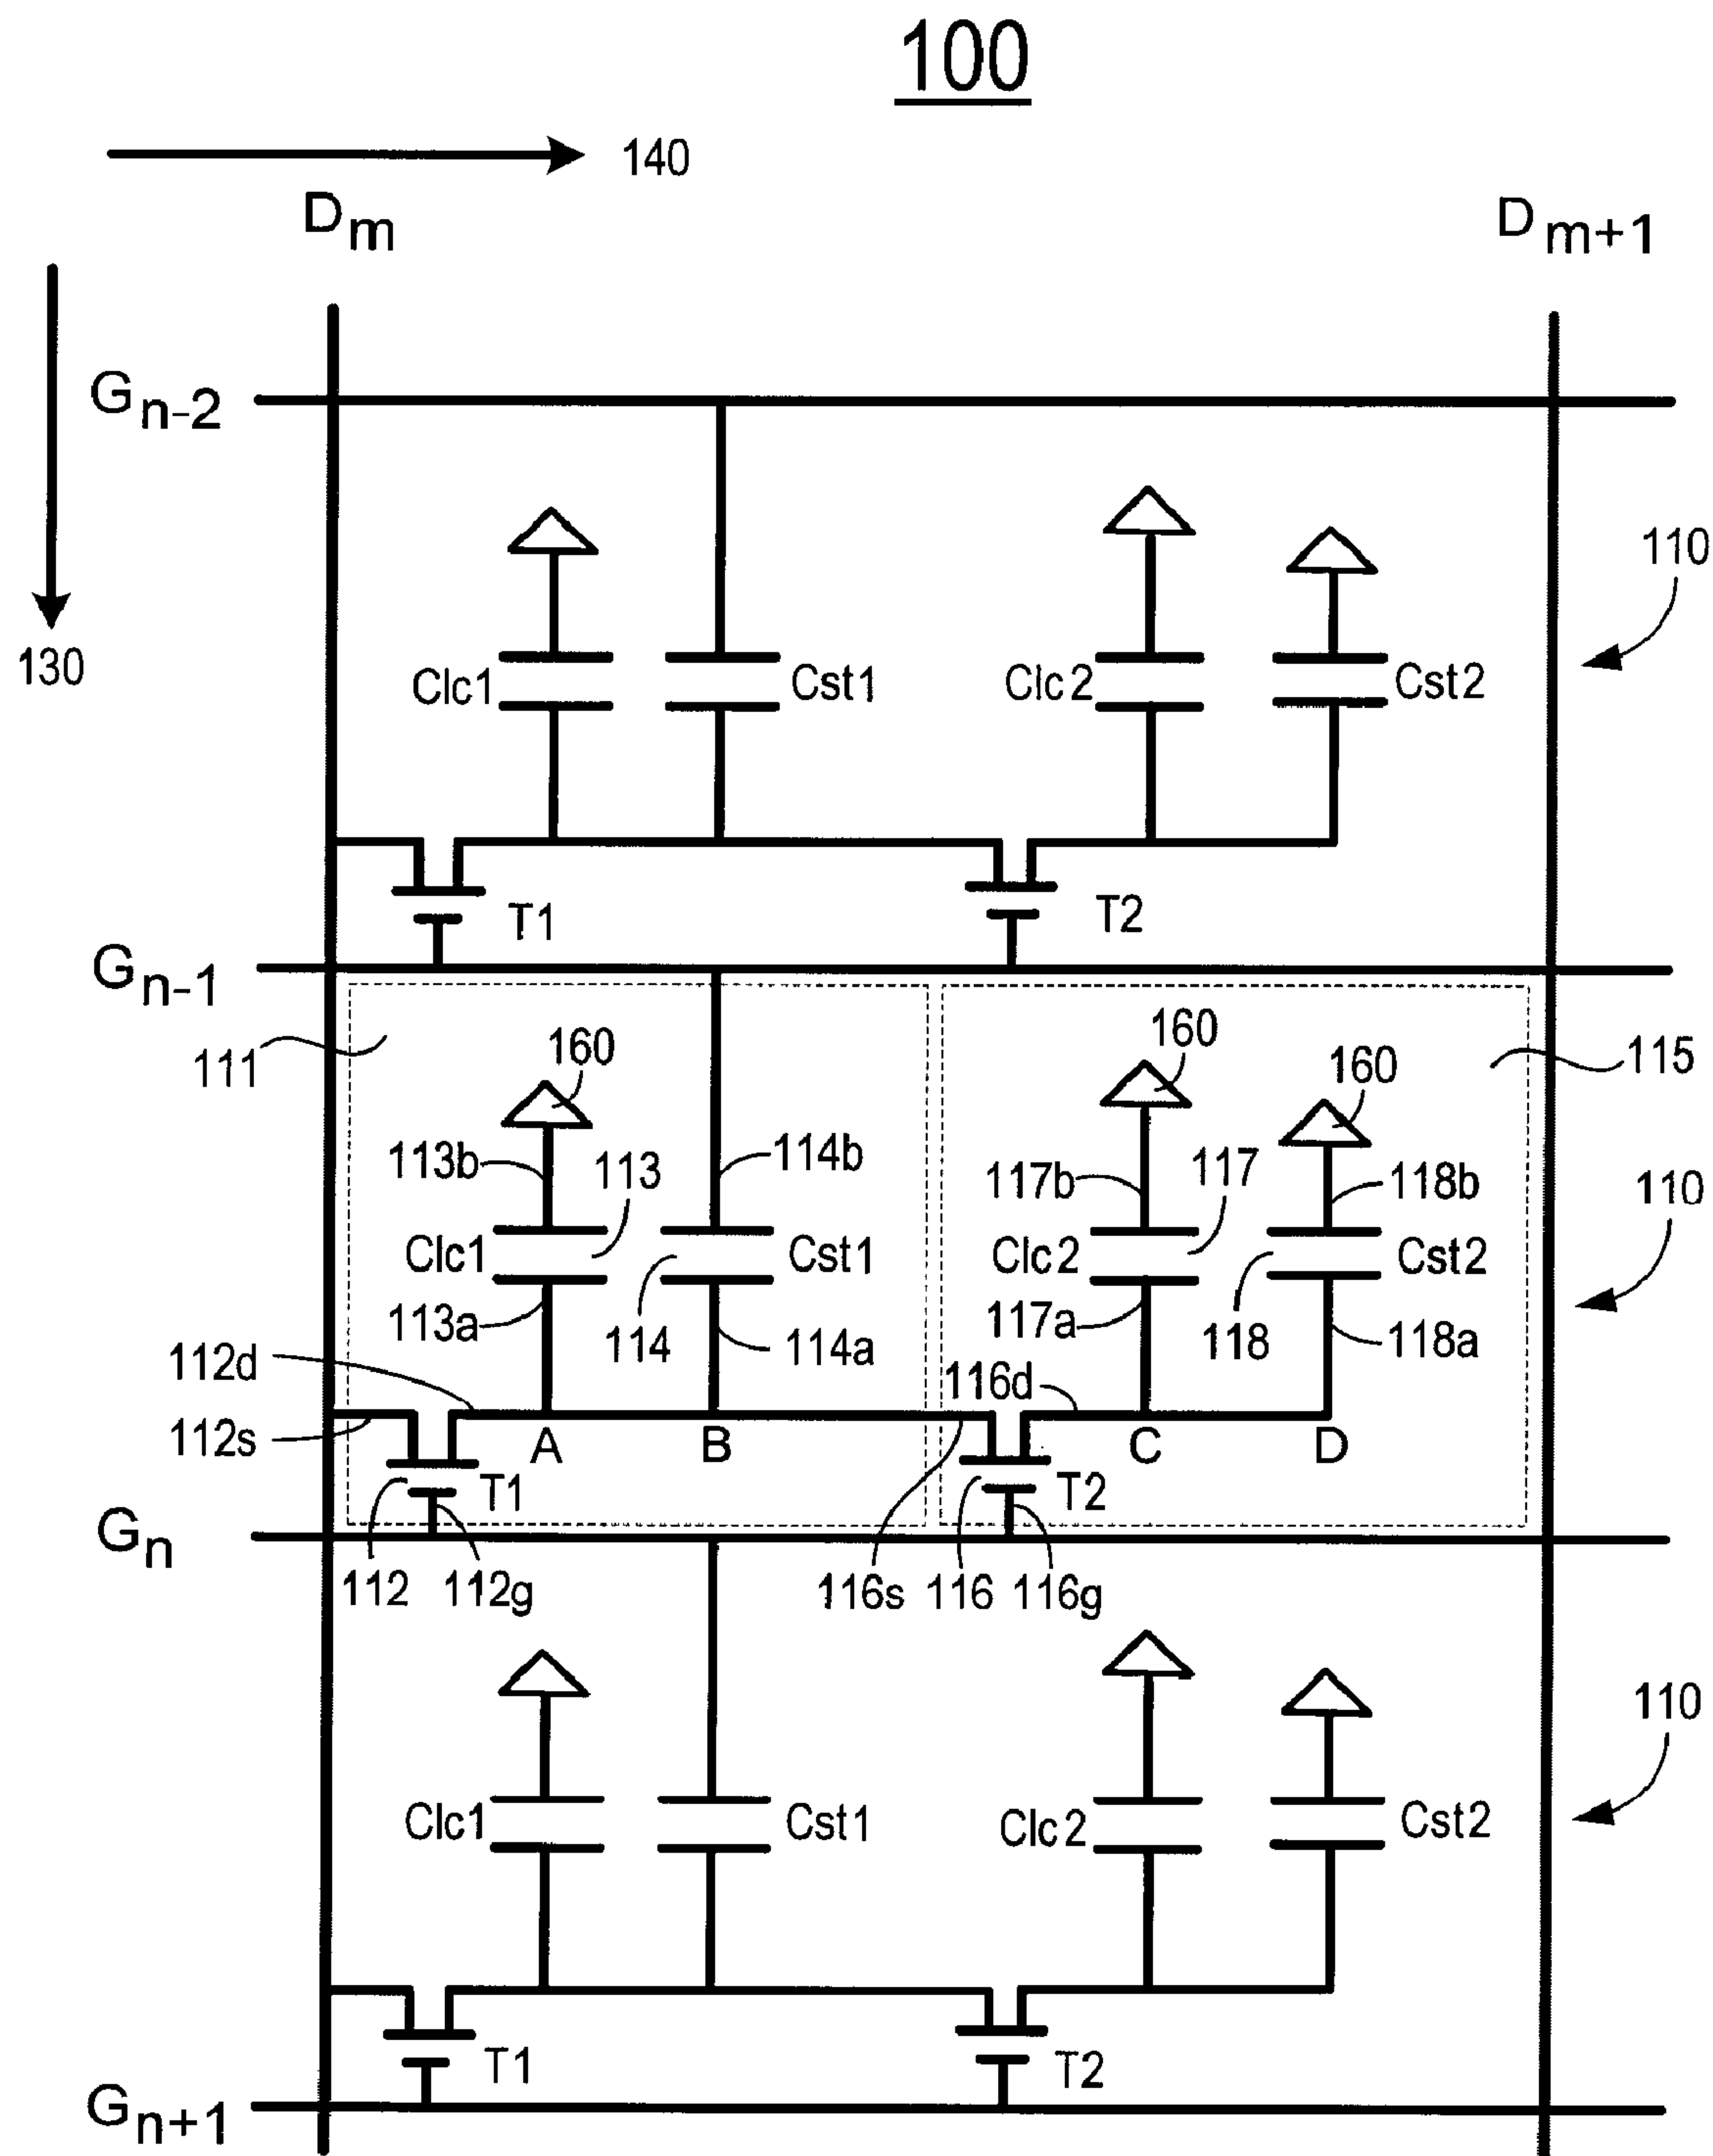 100
140
Dm
Dm+1
130
Gn-2
110
Clc1
Cst1
Clc2
Cst2
T1
T2
Gn-1
111
160
160
160
115
113b
113
114b
117b
117
118b
110
Clc1
Cst1
Clc2
Cst2
113a
114
114a
117a
118
118a
112d
116d
112s
A
B
C
D
T1
T2
Gn
112
112g
116s
116
116g
110
Clc1
Cst1
Clc2
Cst2
T1
T2
Gn+1